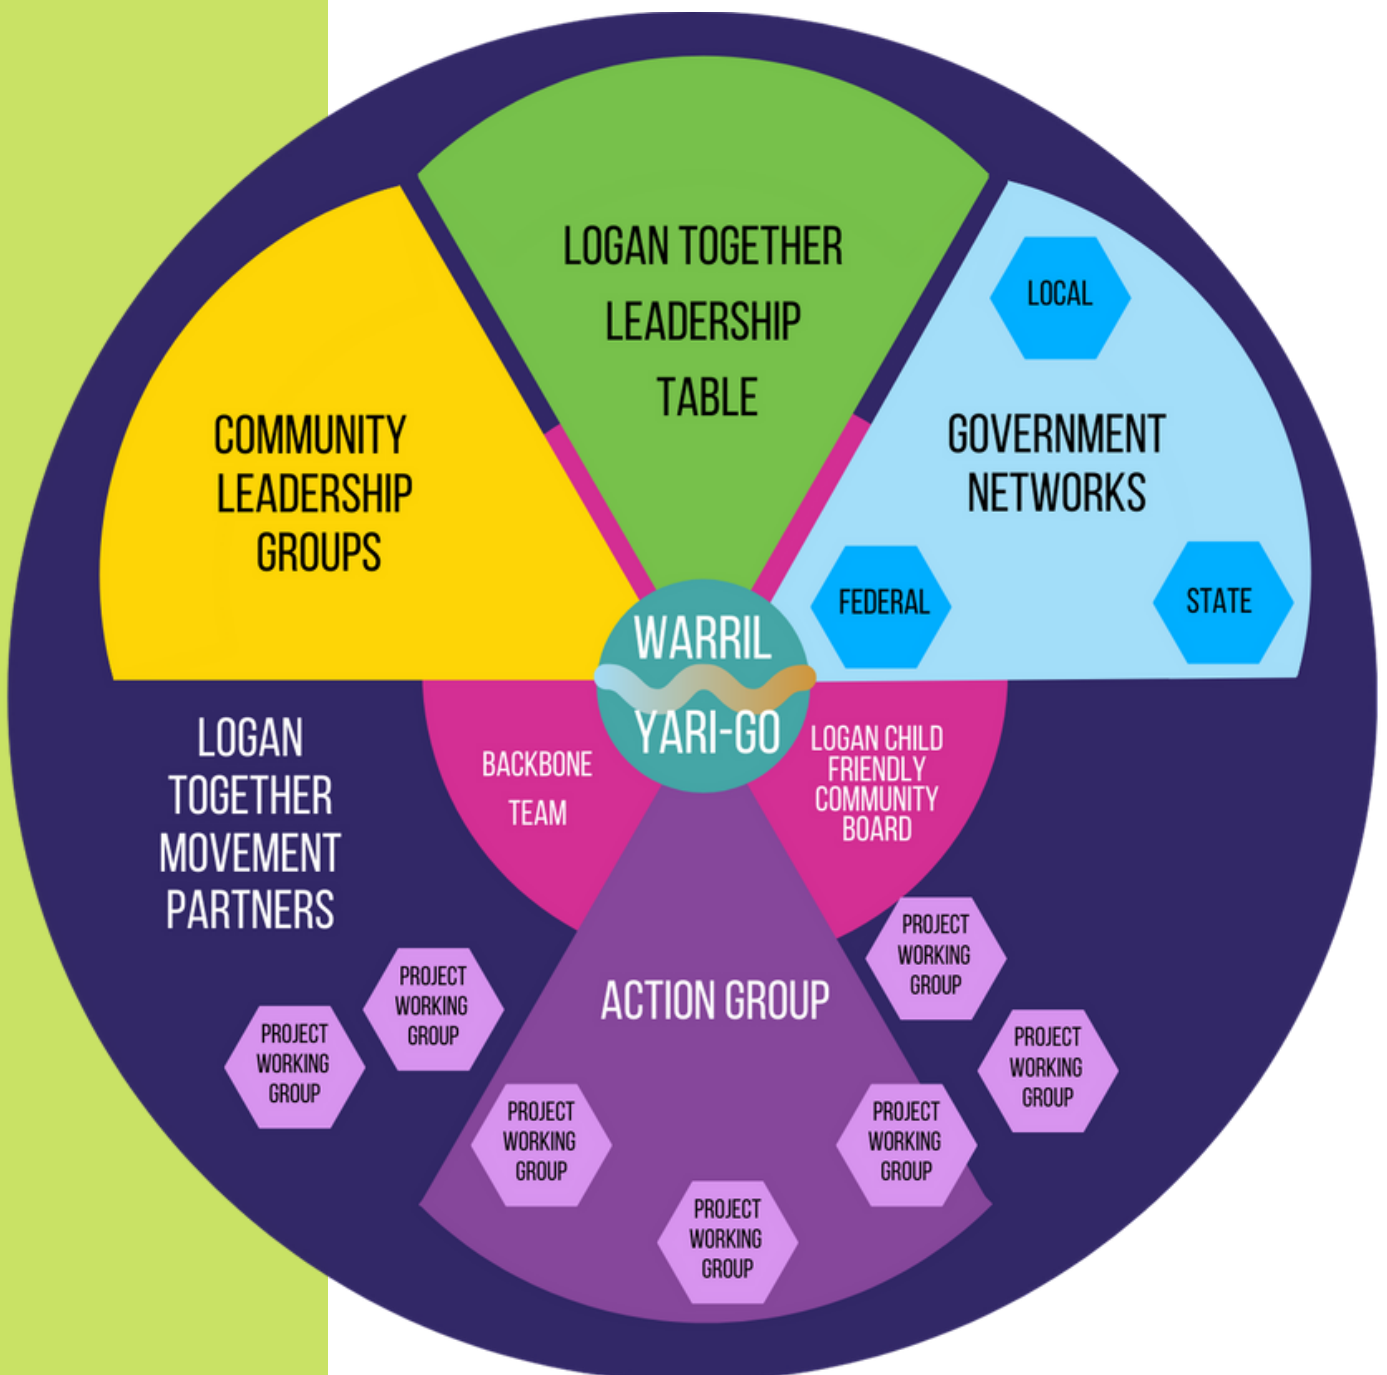 LOGAN TOGETHER
LEADERSHIP
TABLE
COMMUNITY
LEADERSHIP
GROUPS
LOCAL
GOVERNMENT
NETWORKS
FEDERAL
STATE
WARRIL
YARI-GO
LOGAN
TOGETHER
MOVEMENT
PARTNERS
BACKBONE
TEAM
LOGAN CHILD
FRIENDLY
COMMUNITY
BOARD
ACTION GROUP
PROJECT
WORKING
GROUP
PROJECT
WORKING
GROUP
PROJECT
WORKING
GROUP
PROJECT
WORKING
GROUP
PROJECT
WORKING
GROUP
PROJECT
WORKING
GROUP
PROJECT
WORKING
GROUP